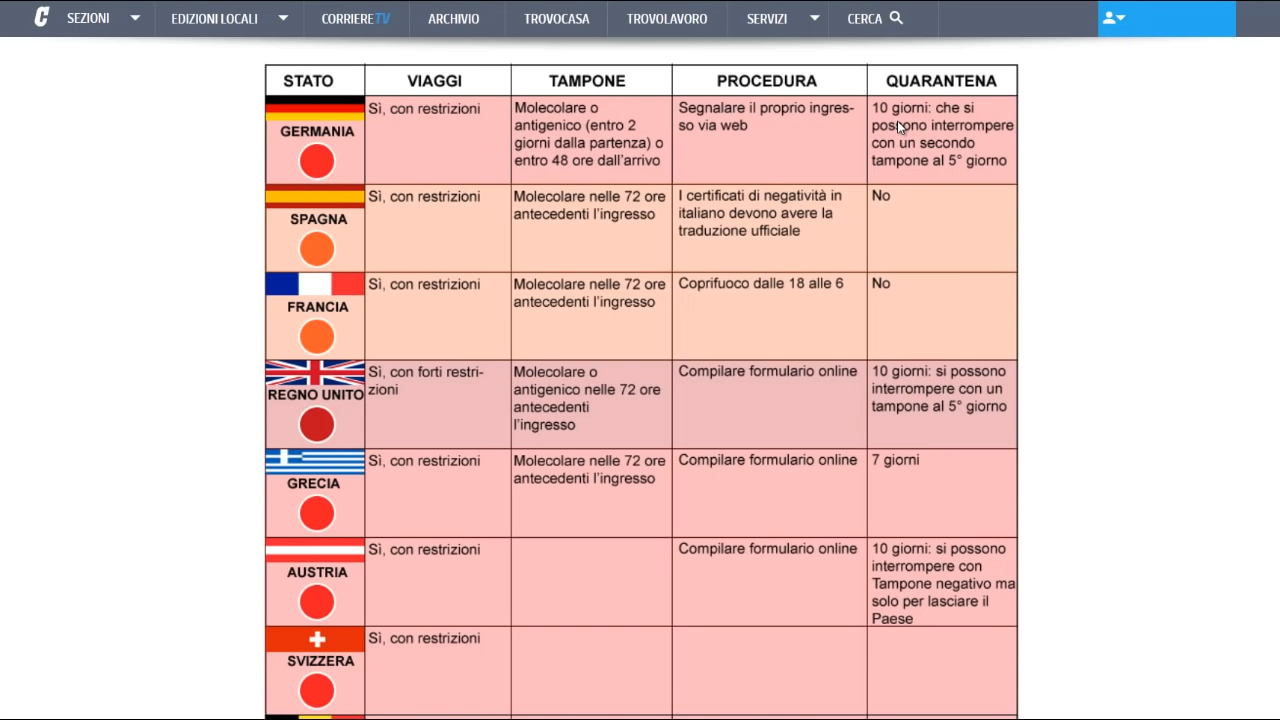 SEZIONI
EDIZIONI LOCALI
CORRIERETV
ARCHIVIO
TROVOCASA
TROVOLAVORO
SERVIZI
CERCA
STATO
VIAGGI
TAMPONE
PROCEDURA
QUARANTENA
GERMANIA
Sì, con restrizioni
Molecolare o
antigenico (entro 2
giorni dalla partenza) o
entro 48 ore dall'arrivo
Segnalare il proprio ingres-
so via web
10 giorni: che si
possono interrompere
con un secondo
tampone al 5° giorno
SPAGNA
Sì, con restrizioni
Molecolare nelle 72 ore
antecedenti l'ingresso
I certificati di negatività in
italiano devono avere la
traduzione ufficiale
No
FRANCIA
Sì, con restrizioni
Molecolare nelle 72 ore
antecedenti l'ingresso
Coprifuoco dalle 18 alle 6
No
REGNO UNITO
Sì, con forti restri-
zioni
Molecolare o
antigenico nelle 72 ore
antecedenti
l'ingresso
Compilare formulario online
10 giorni: si possono
interrompere con un
tampone al 5° giorno
GRECIA
Sì, con restrizioni
Molecolare nelle 72 ore
antecedenti l'ingresso
Compilare formulario online
7 giorni
AUSTRIA
Sì, con restrizioni
Compilare formulario online
10 giorni: si possono
interrompere con
Tampone negativo ma
solo per lasciare il
Paese
SVIZZERA
Sì, con restrizioni